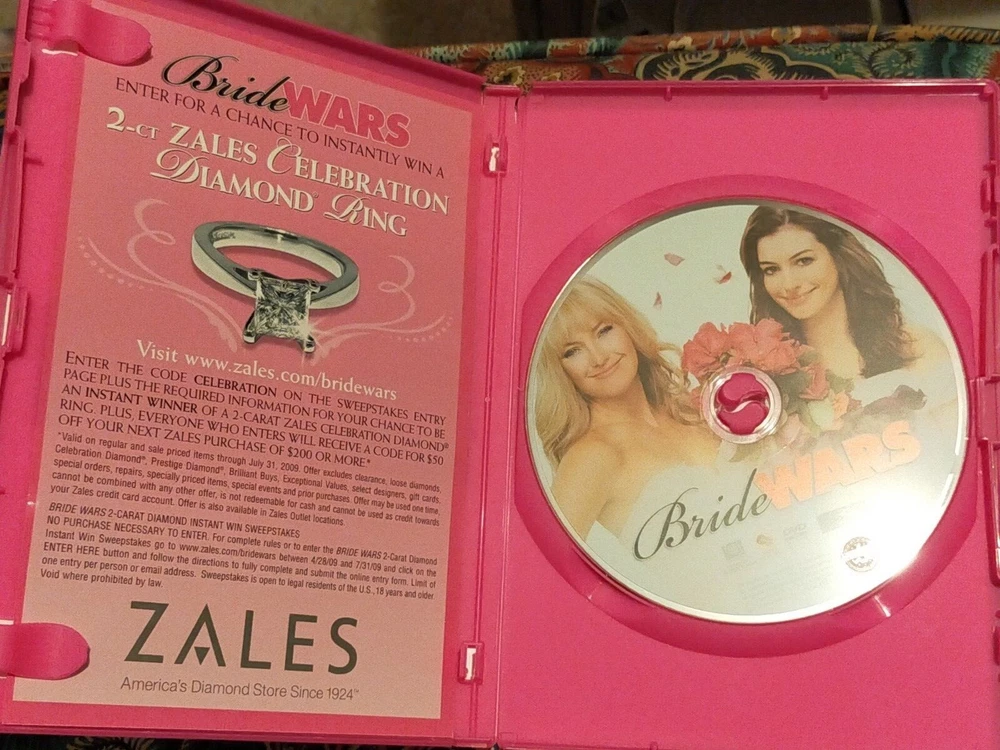 Bride WARS
ENTER FOR A CHANCE TO INSTANTLY WIN A
2-CT ZALES CELEBRATION
DIAMOND® RING
Visit www.zales.com/bridewars
ENTER THE CODE CELEBRATION ON THE SWEEPSTAKES ENTRY
PAGE PLUS THE REQUIRED INFORMATION FOR YOUR CHANCE TO BE
AN INSTANT WINNER OF A 2-CARAT ZALES CELEBRATION DIAMOND®
RING. PLUS, EVERYONE WHO ENTERS WILL RECEIVE A CODE FOR $50
OFF YOUR NEXT ZALES PURCHASE OF $200 OR MORE*
*Valid on regular and sale priced items through July 31, 2009. Offer excludes clearance, loose diamonds,
Celebration Diamond®, Prestige Diamond®, Brilliant Buys, Exceptional Values, select designers, gift cards,
special orders, repairs, specially priced items, special events and prior purchases. Offer may be used one time,
cannot be combined with any other offer, is not redeemable for cash and cannot be used as credit towards
your Zales credit card account. Offer is also available in Zales Outlet locations.
BRIDE WARS 2-CARAT DIAMOND INSTANT WIN SWEEPSTAKES
NO PURCHASE NECESSARY TO ENTER. For complete rules or to enter the BRIDE WARS 2-Carat Diamond
Instant Win Sweepstakes go to www.zales.com/bridewars between 4/28/09 and 7/31/09 and click on the
ENTER HERE button and follow the directions to fully complete and submit the online entry form. Limit of
one entry per person or email address. Sweepstakes is open to legal residents of the U.S., 18 years and older
Void where prohibited by law.
ZALES
America's Diamond Store Since 1924™
Bride WARS